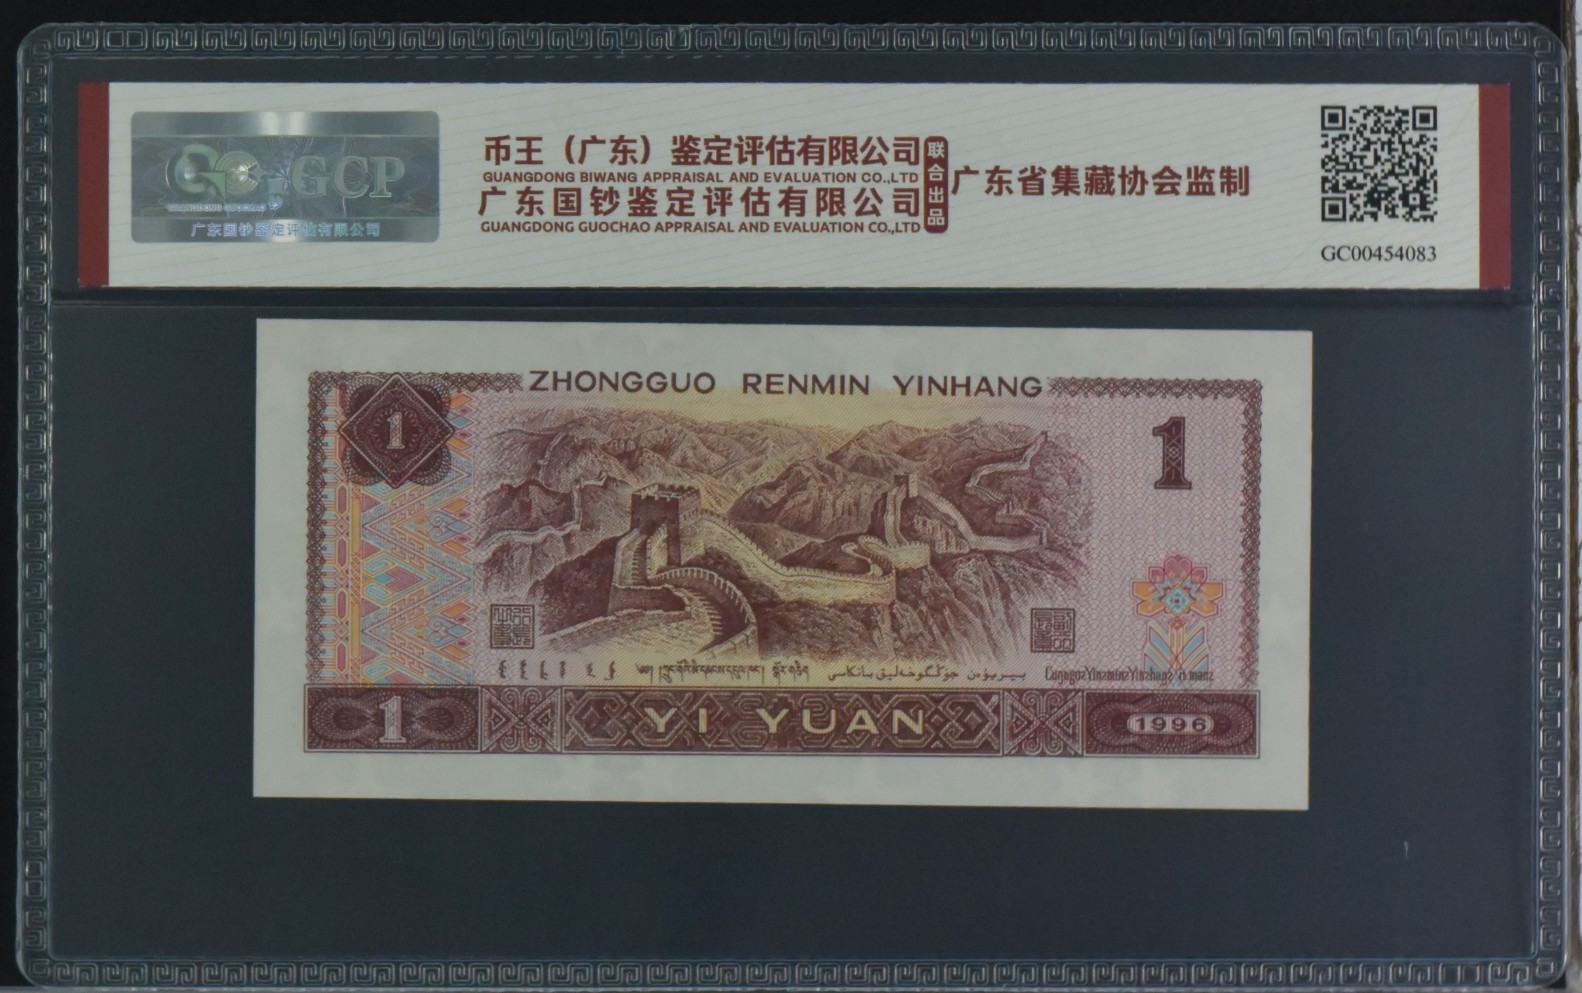 GCP
广东国钞鉴定评估有限公司
币王（广东）鉴定评估有限公司
GUANGDONG BIWANG APPRAISAL AND EVALUATION CO.,LTD
广东国钞鉴定评估有限公司
GUANGDONG GUOCHAO APPRAISAL AND EVALUATION CO.,LTD
联合出品
广东省集藏协会监制
GC00454083
ZHONGGUO RENMIN YINHANG
1
1
1
YI YUAN
1996